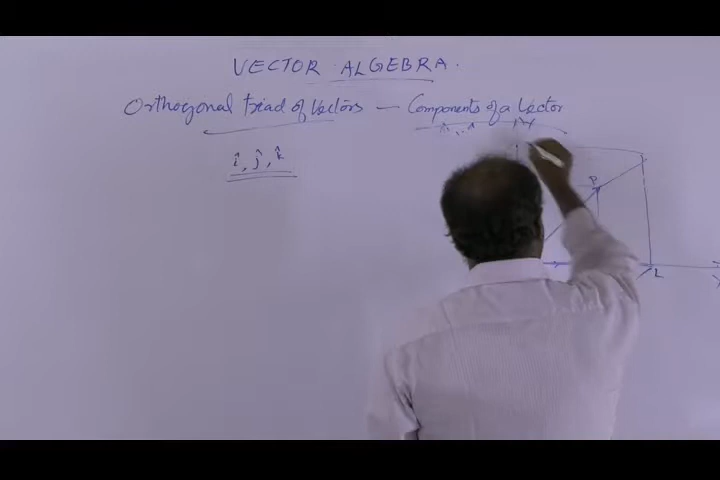 VECTOR ALGEBRA.
Orthogonal triad of Vectors — Components of a Vector
î, ĵ, k̂
P
L